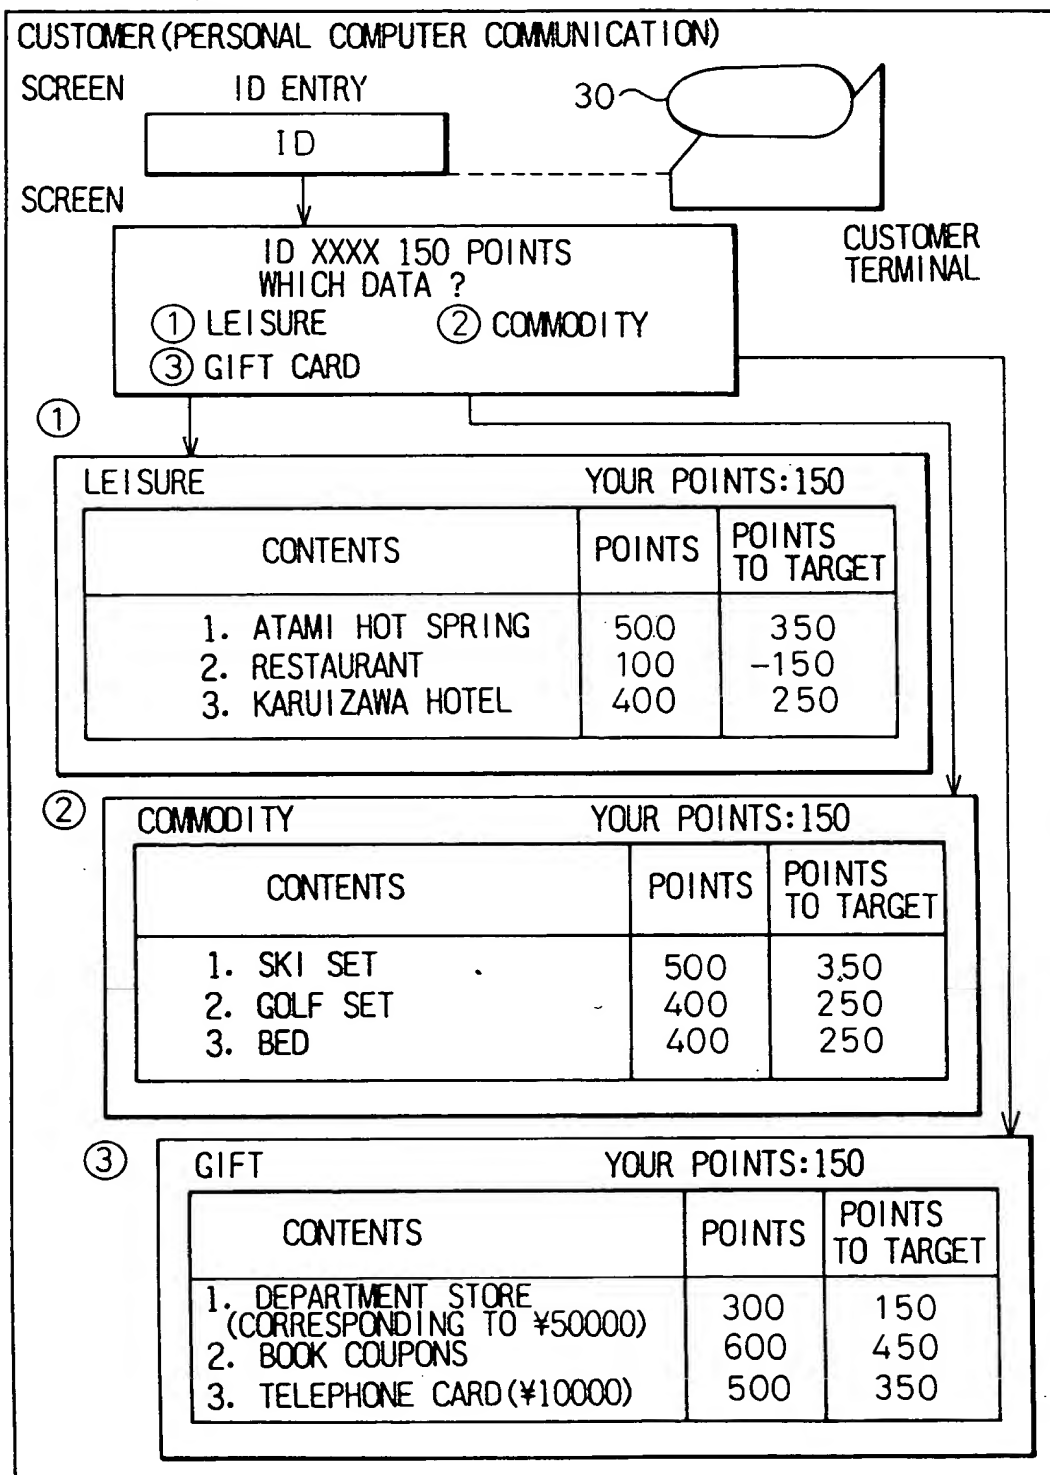 CUSTOMER (PERSONAL COMPUTER COMMUNICATION)
SCREEN ID ENTRY 30
ID
SCREEN
CUSTOMER
TERMINAL
ID XXXX 150 POINTS
WHICH DATA ?
① LEISURE ② COMMODITY
③ GIFT CARD
①
LEISURE YOUR POINTS:150
CONTENTS POINTS POINTS TO TARGET
1. ATAMI HOT SPRING 500 350
2. RESTAURANT 100 -150
3. KARUIZAWA HOTEL 400 250
②
COMMODITY YOUR POINTS:150
CONTENTS POINTS POINTS TO TARGET
1. SKI SET 500 350
2. GOLF SET 400 250
3. BED 400 250
③
GIFT YOUR POINTS:150
CONTENTS POINTS POINTS TO TARGET
1. DEPARTMENT STORE 300 150
(CORRESPONDING TO ¥50000)
2. BOOK COUPONS 600 450
3. TELEPHONE CARD (¥10000) 500 350